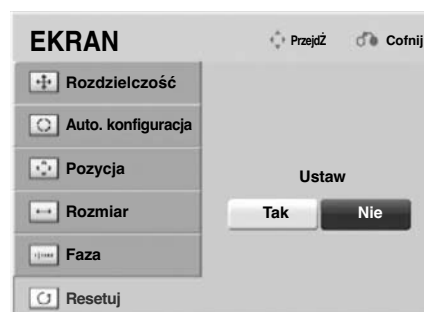 EKRAN
PrzejdŹ Cofnij
Rozdzielczość
Auto. konfiguracja
Pozycja
Rozmiar
Faza
Resetuj
Ustaw
Tak Nie